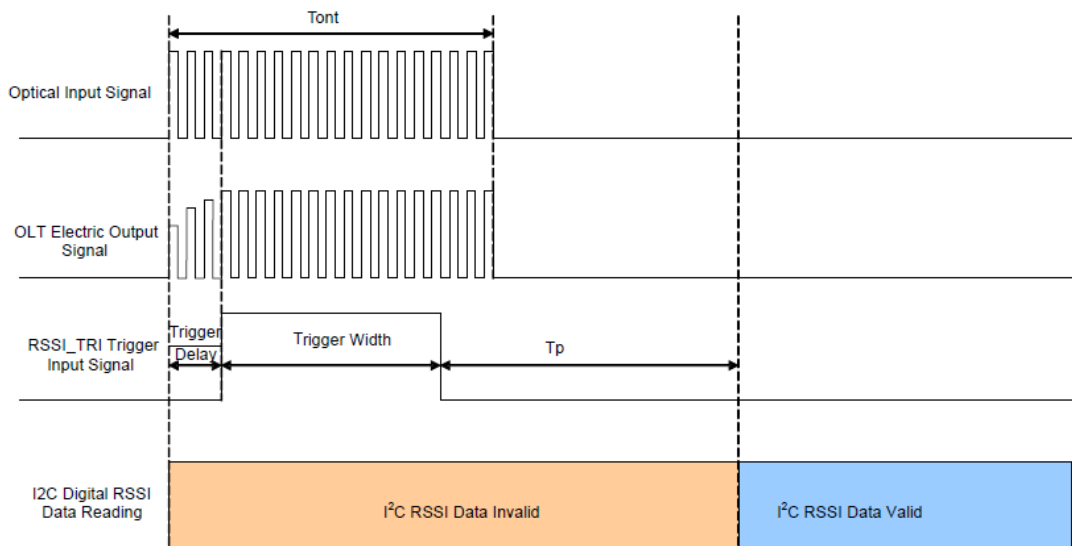 Tont
Optical Input Signal
OLT Electric Output
Signal
Trigger
Delay
Trigger Width
Tp
RSSI_TRI Trigger
Input Signal
I2C Digital RSSI
Data Reading
I²C RSSI Data Invalid
I²C RSSI Data Valid